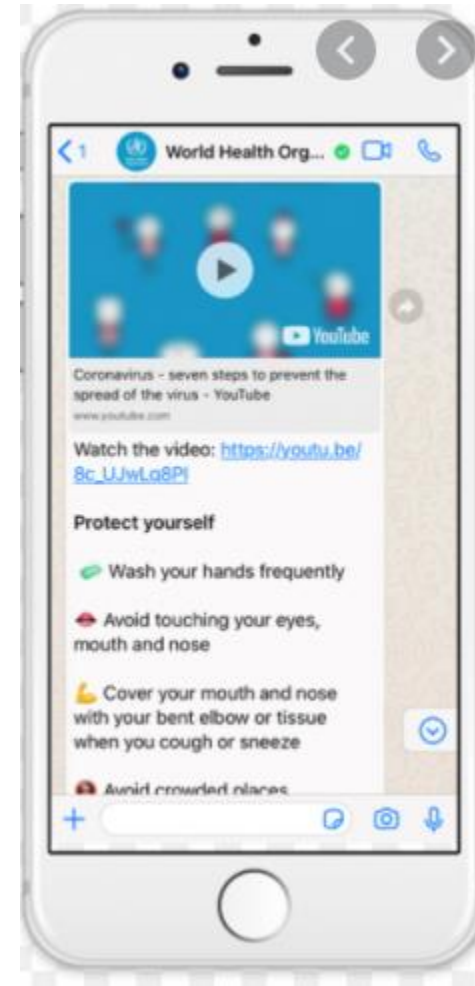 1
World Health Org...
YouTube
Coronavirus - seven steps to prevent the
spread of the virus - YouTube
www.youtube.com
Watch the video: https://youtu.be/
8c_UJwLq8PI
Protect yourself
Wash your hands frequently
Avoid touching your eyes,
mouth and nose
Cover your mouth and nose
with your bent elbow or tissue
when you cough or sneeze
Avoid crowded places